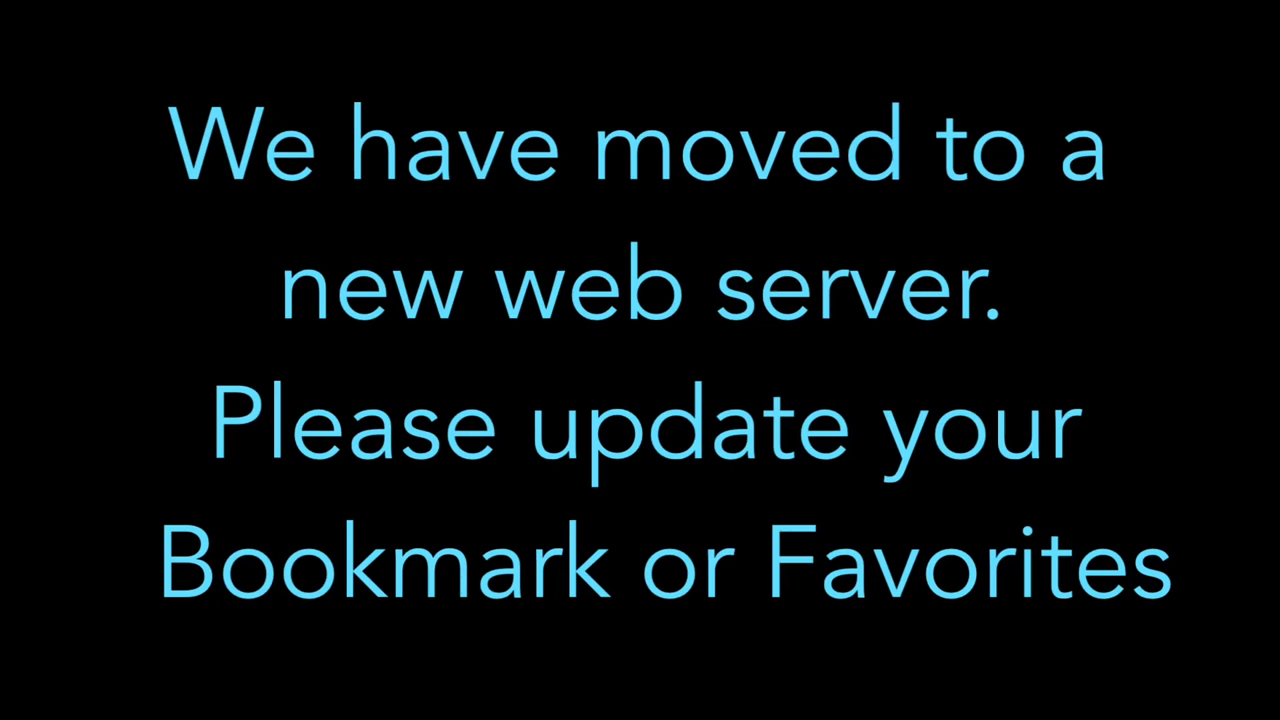 We have moved to a
new web server.
Please update your
Bookmark or Favorites